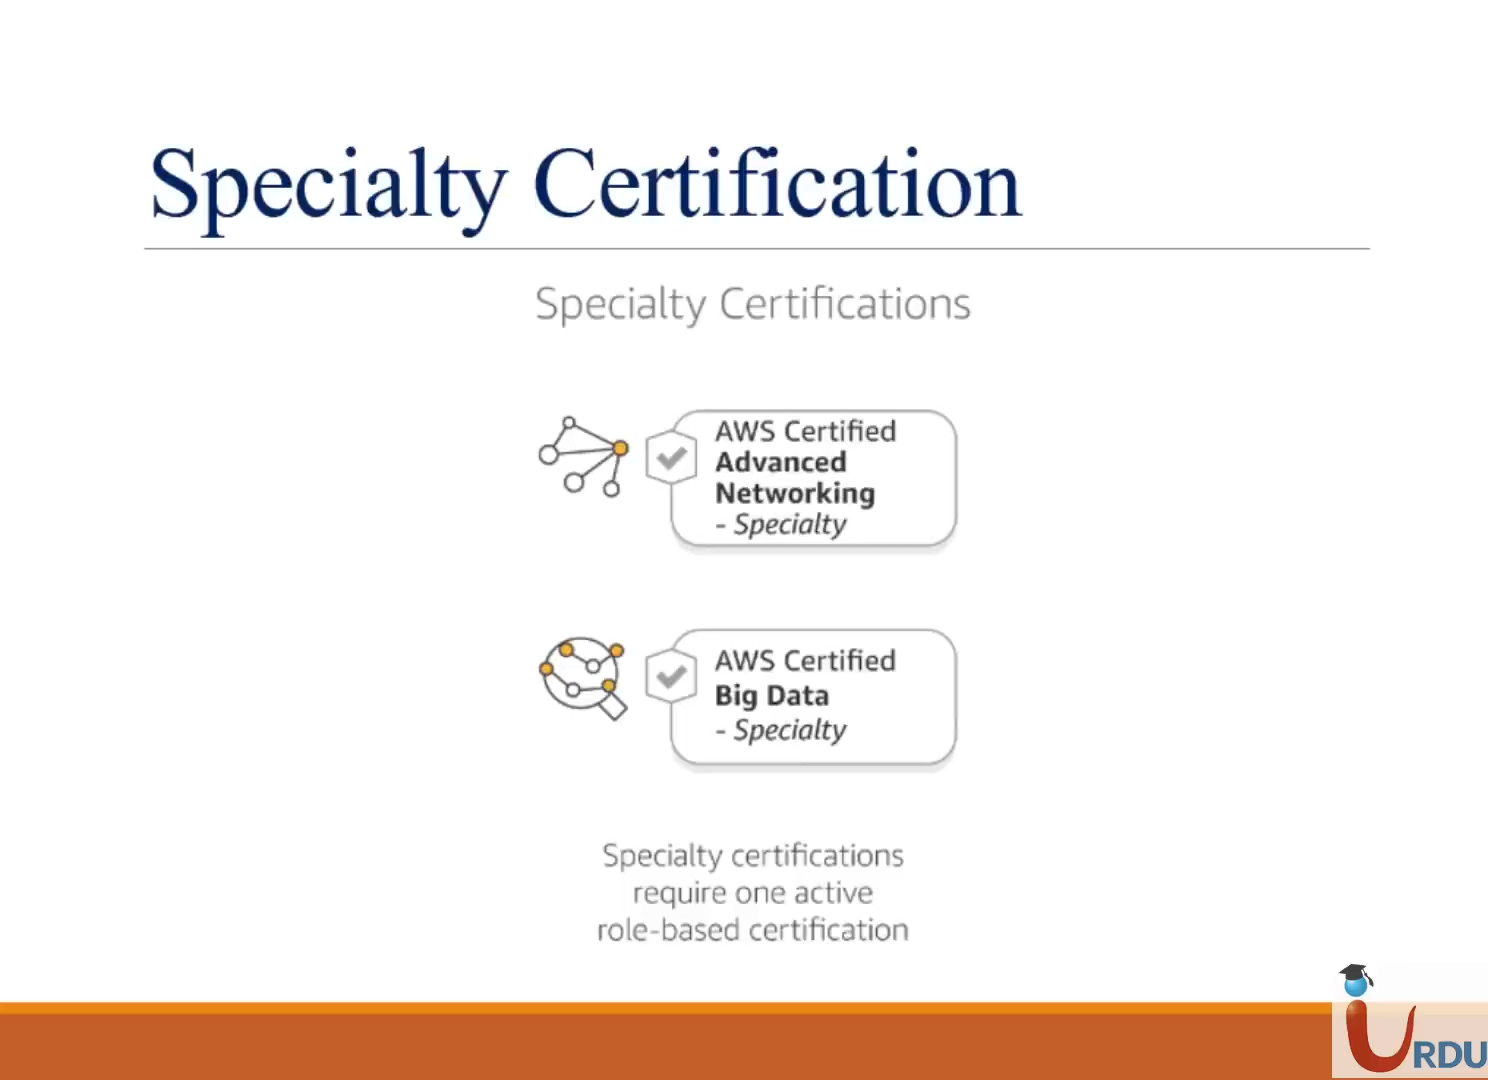 Specialty Certification
Specialty Certifications
AWS Certified
Advanced
Networking
- Specialty
AWS Certified
Big Data
- Specialty
Specialty certifications
require one active
role-based certification
URDU